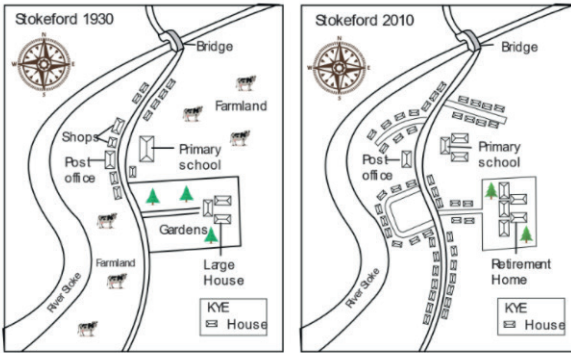 Stokeford 1930
N
W
E
S
Bridge
Farmland
Shops
Post
office
Primary
school
Gardens
Farmland
Large
House
River Stoke
KYE
House
Stokeford 2010
N
W
E
S
Bridge
Post
office
Primary
school
River Stoke
Retirement
Home
KYE
House